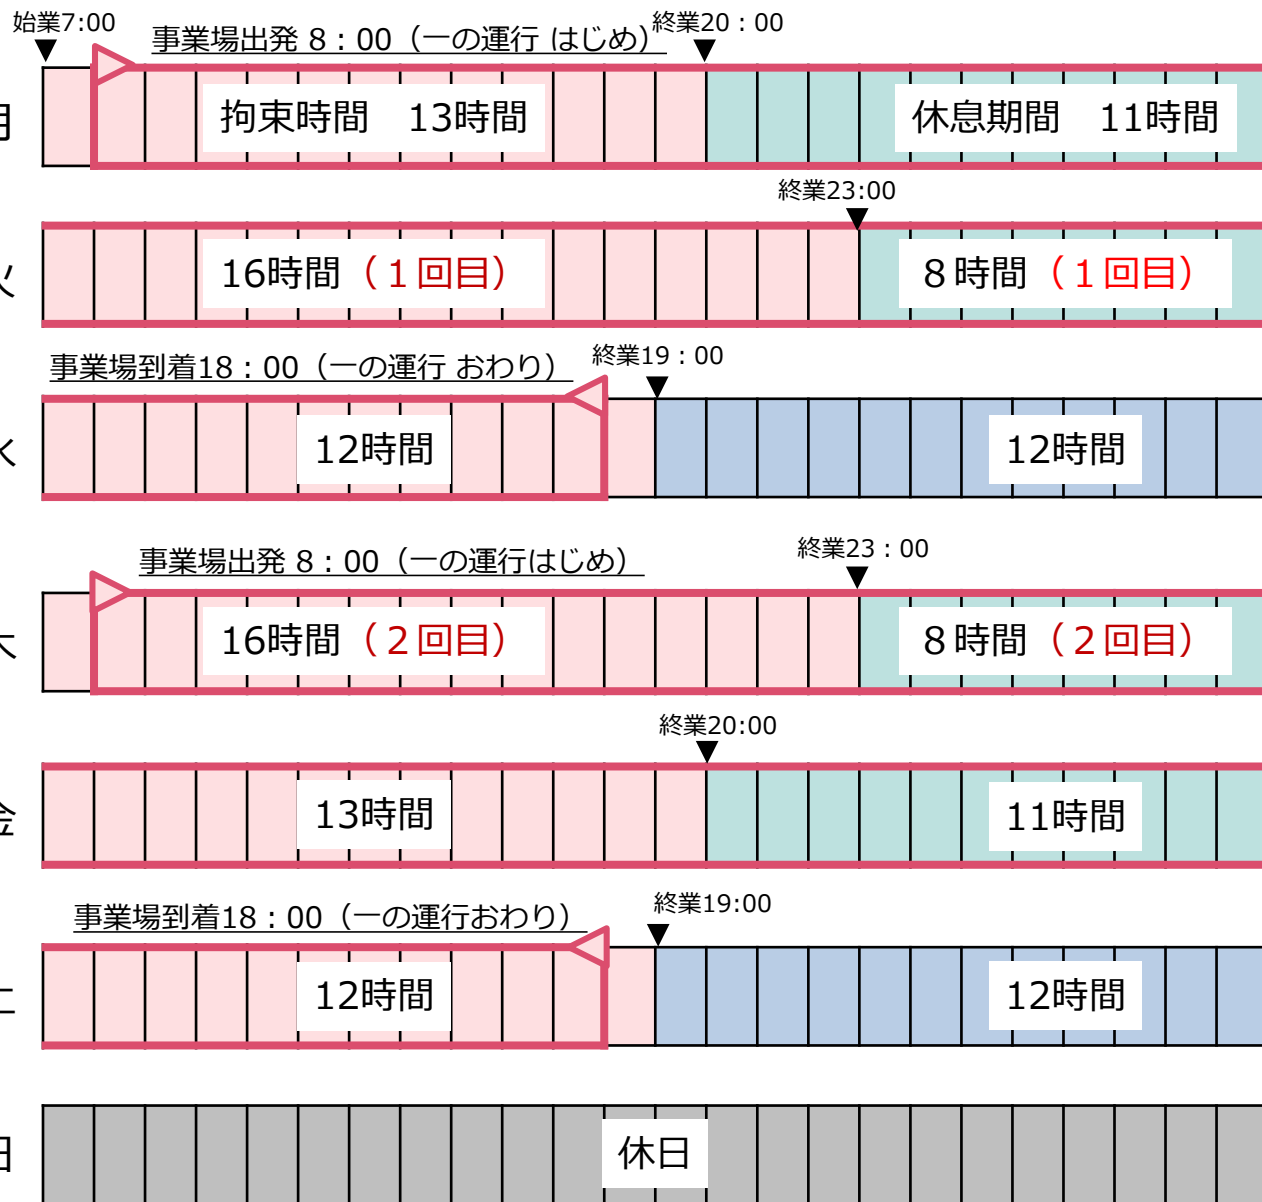 始業7:00
事業場出発 8：00（一の運行 はじめ）
終業20：00
月
拘束時間　13時間
休息期間　11時間
終業23:00
火
16時間（１回目）
８時間（１回目）
事業場到着18：00（一の運行 おわり）
終業19：00
水
12時間
12時間
事業場出発 8：00（一の運行はじめ）
終業23：00
木
16時間（２回目）
８時間（２回目）
終業20:00
金
13時間
11時間
事業場到着18：00（一の運行おわり）
終業19:00
土
12時間
12時間
日
休日